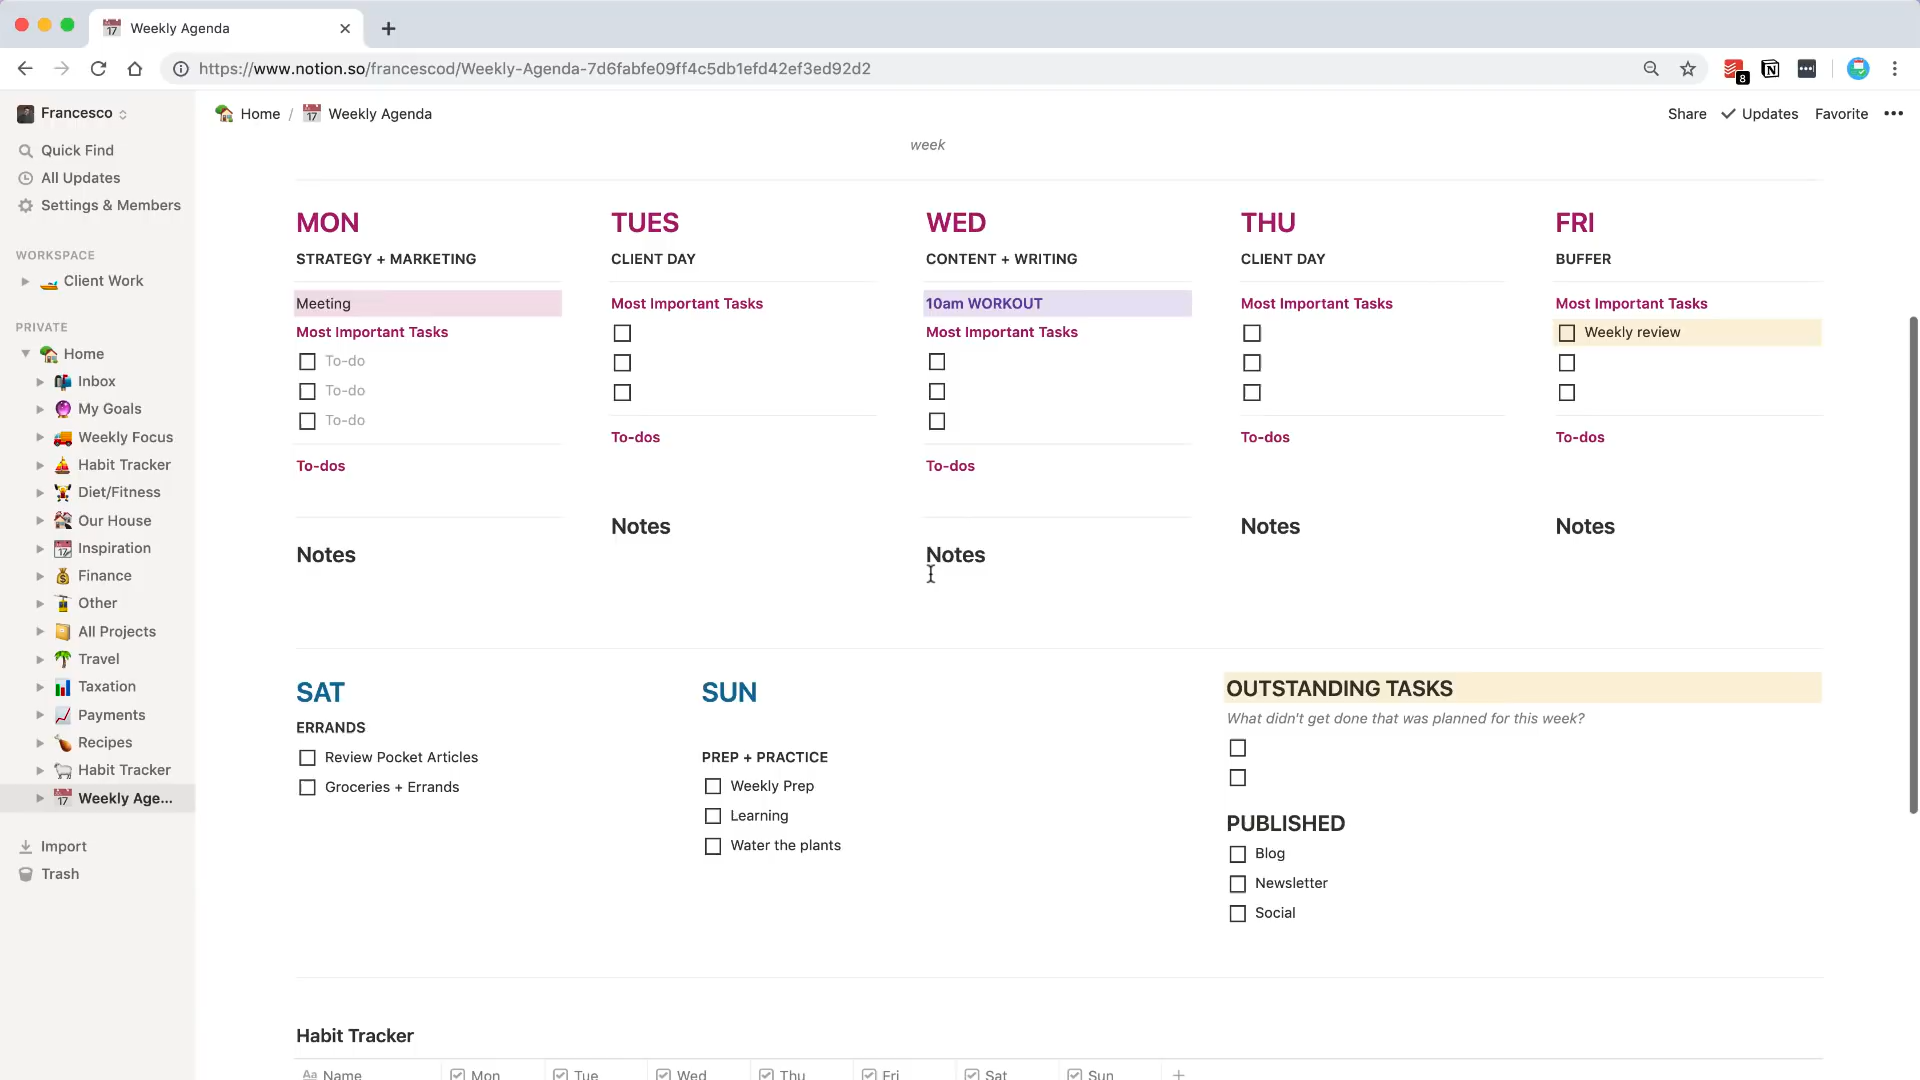 Weekly Agenda
https://www.notion.so/francescod/Weekly-Agenda-7d6fabfe09ff4c5db1efd42ef3ed92d2
8
Francesco
Home / Weekly Agenda
Share
Updates
Favorite
Quick Find
All Updates
Settings & Members
WORKSPACE
Client Work
PRIVATE
Home
Inbox
My Goals
Weekly Focus
Habit Tracker
Diet/Fitness
Our House
Inspiration
Finance
Other
All Projects
Travel
Taxation
Payments
Recipes
Habit Tracker
Weekly Age...
Import
Trash
week
MON
STRATEGY + MARKETING
Meeting
Most Important Tasks
To-do
To-do
To-do
To-dos
Notes
TUES
CLIENT DAY
Most Important Tasks
To-dos
Notes
WED
CONTENT + WRITING
10am WORKOUT
Most Important Tasks
To-dos
Notes
THU
CLIENT DAY
Most Important Tasks
To-dos
Notes
FRI
BUFFER
Most Important Tasks
Weekly review
To-dos
Notes
SAT
ERRANDS
Review Pocket Articles
Groceries + Errands
SUN
PREP + PRACTICE
Weekly Prep
Learning
Water the plants
OUTSTANDING TASKS
What didn't get done that was planned for this week?
PUBLISHED
Blog
Newsletter
Social
Habit Tracker
Aa Name Mon Tue Wed Thu Fri Sat Sun +